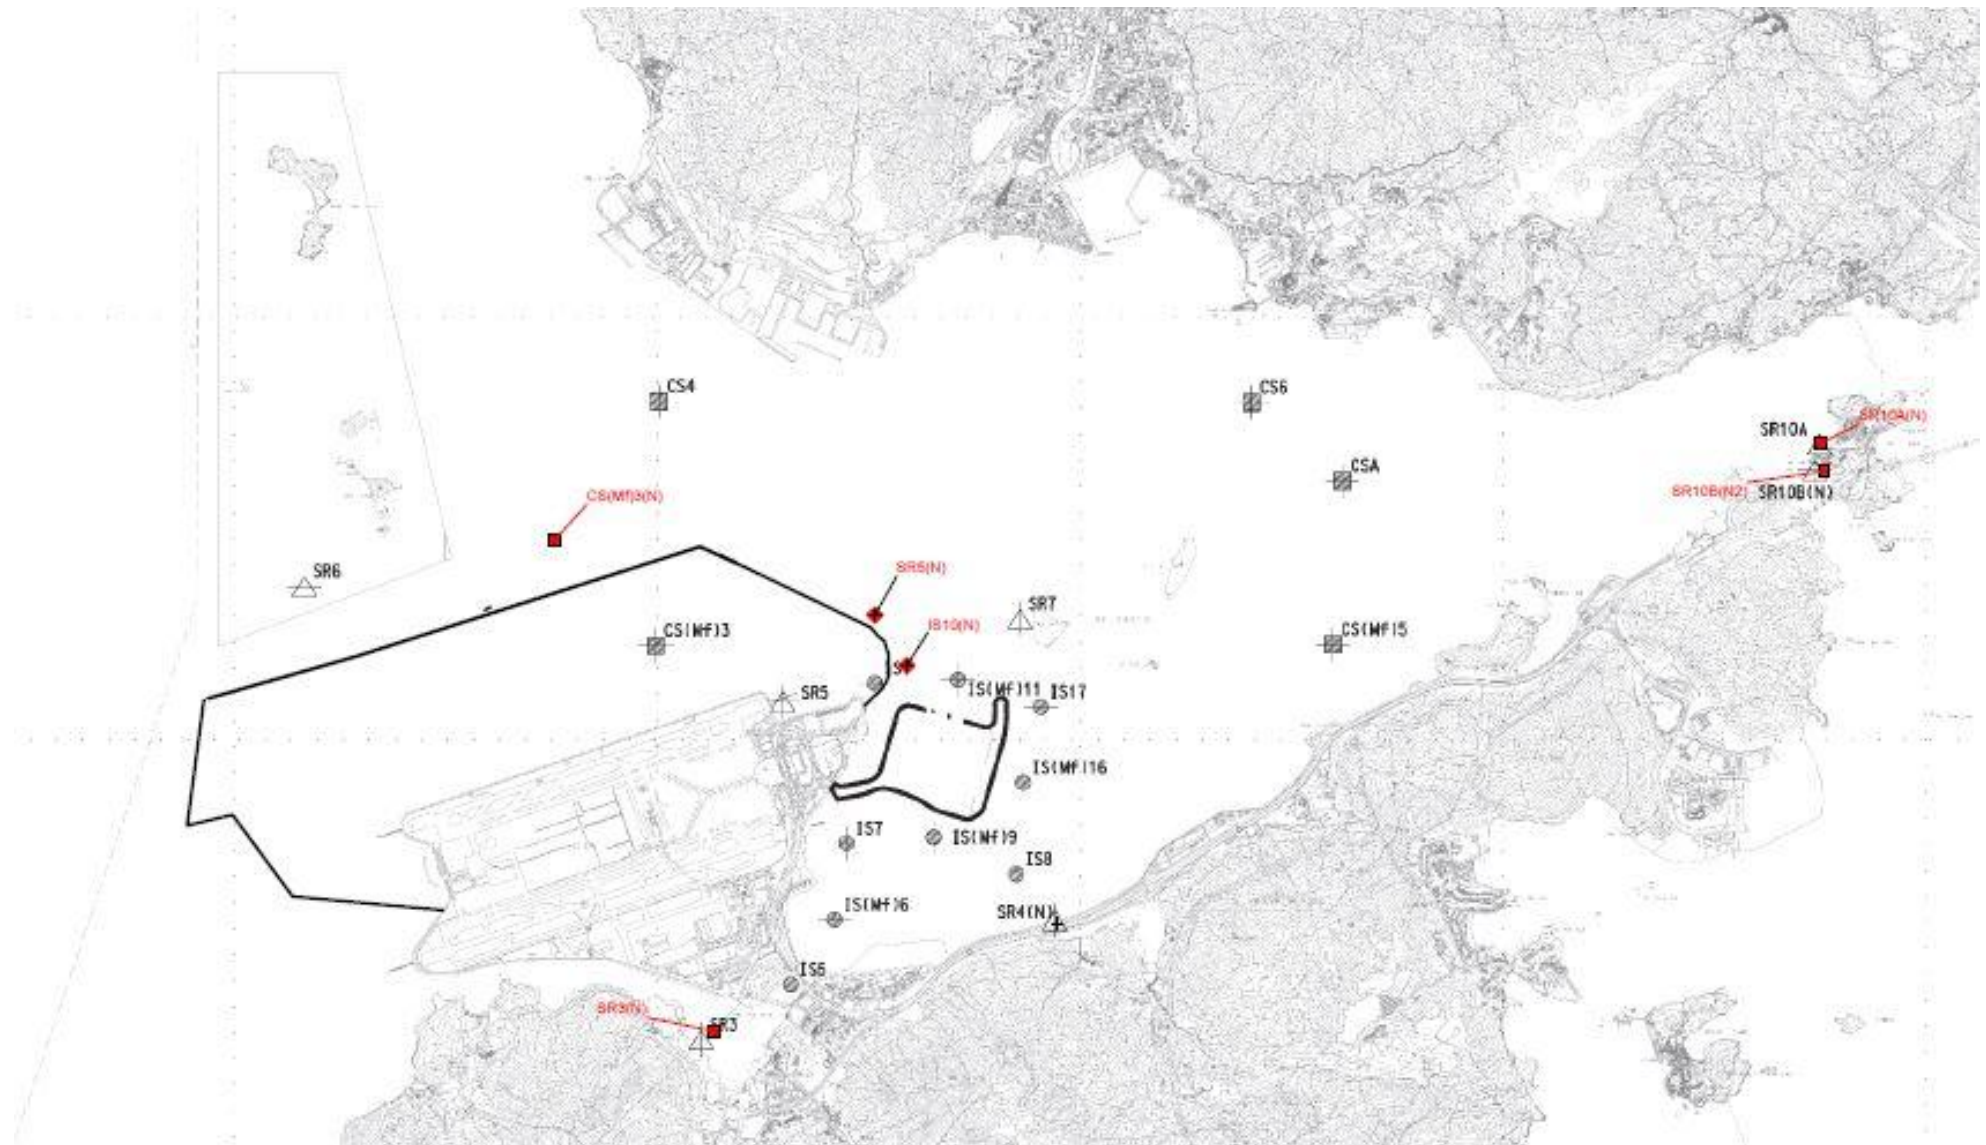 CS4
CS6
SR10A(N)
SR10A
CSA
SR10B(N2)
SR10B(N)
CS(Mf)3(N)
SR5(N)
SR6
SR7
IS10(N)
CS(Mf)3
CS(Mf)5
IS(Mf)11
IS17
SR5
IS(Mf)16
IS7
IS(Mf)9
IS8
IS(Mf)6
SR4(N)
IS5
SR3(N)
SR3